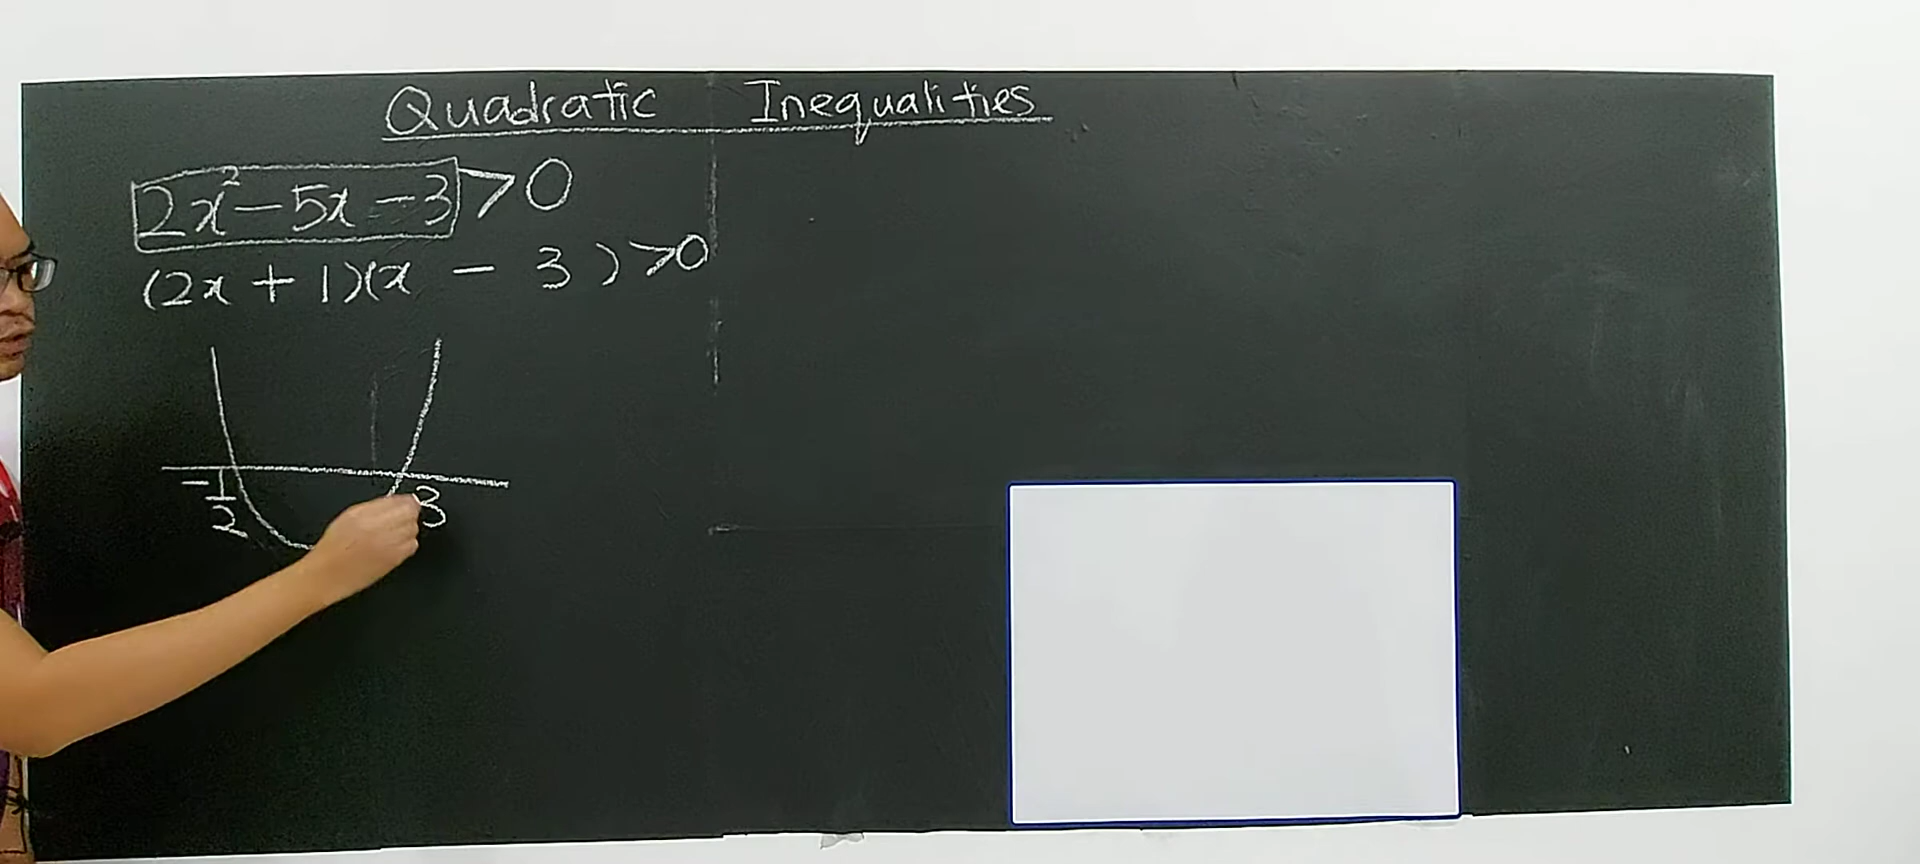 Quadratic Inequalities
2x²-5x-3>0
(2x+1)(x-3)>0
-1/2
3